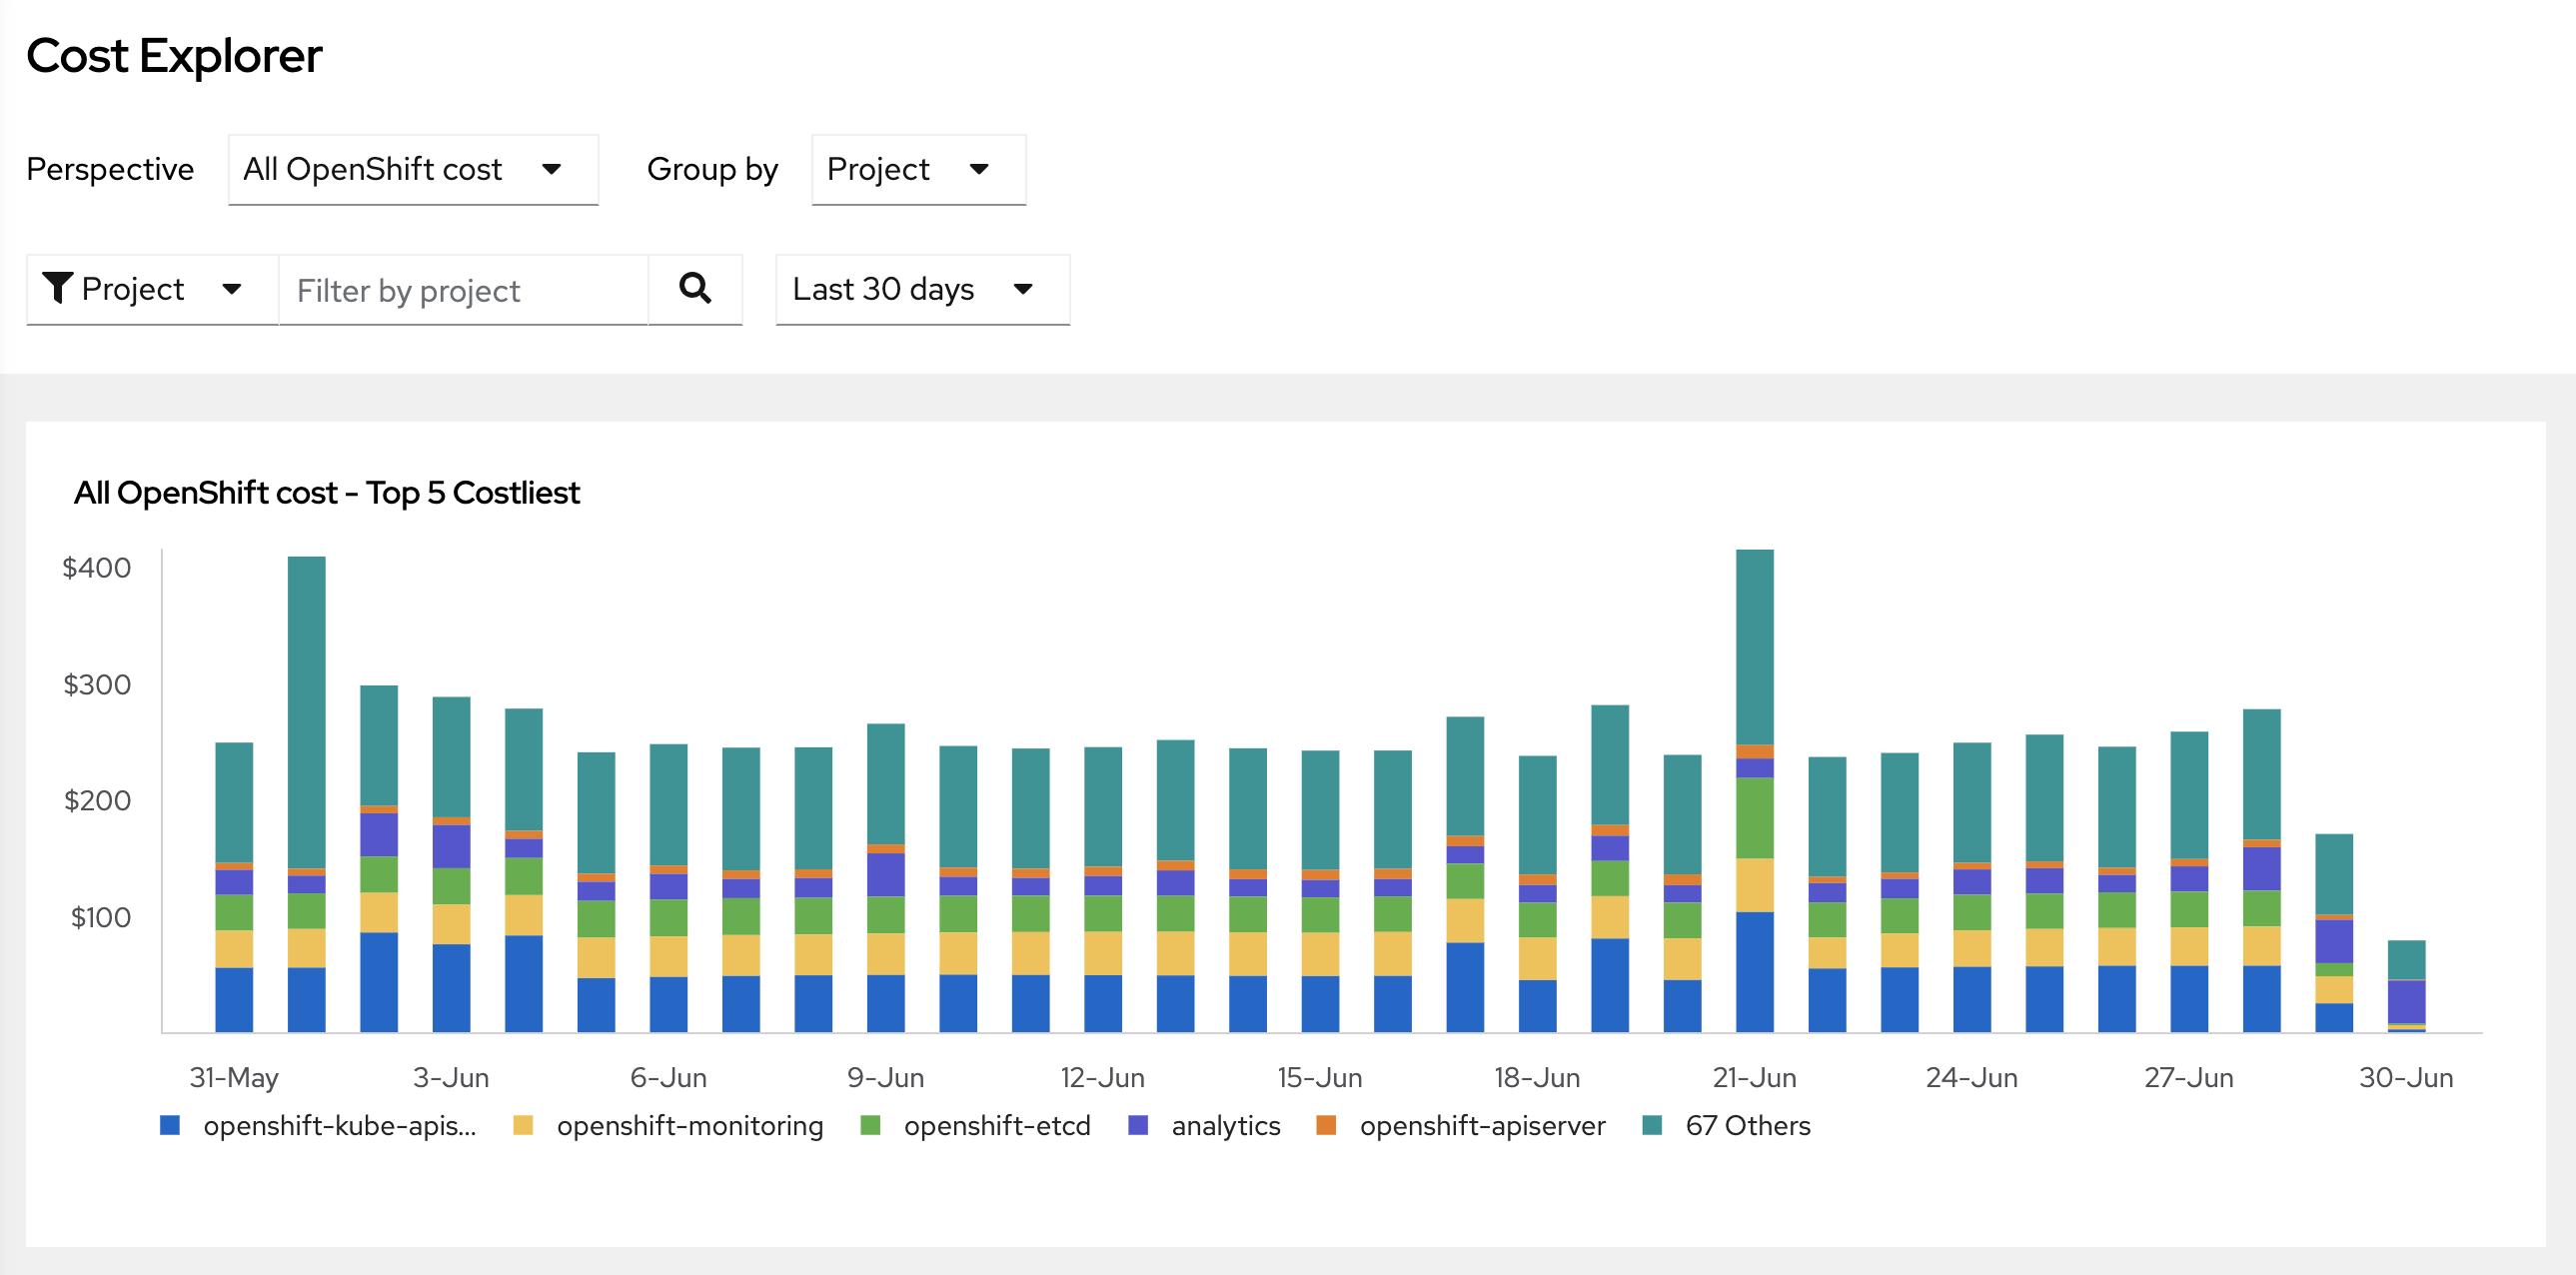 Cost Explorer
Perspective All OpenShift cost Group by Project
Project Filter by project Last 30 days
All OpenShift cost - Top 5 Costliest
$400
$300
$200
$100
31-May 3-Jun 6-Jun 9-Jun 12-Jun 15-Jun 18-Jun 21-Jun 24-Jun 27-Jun 30-Jun
openshift-kube-apis... openshift-monitoring openshift-etcd analytics openshift-apiserver 67 Others